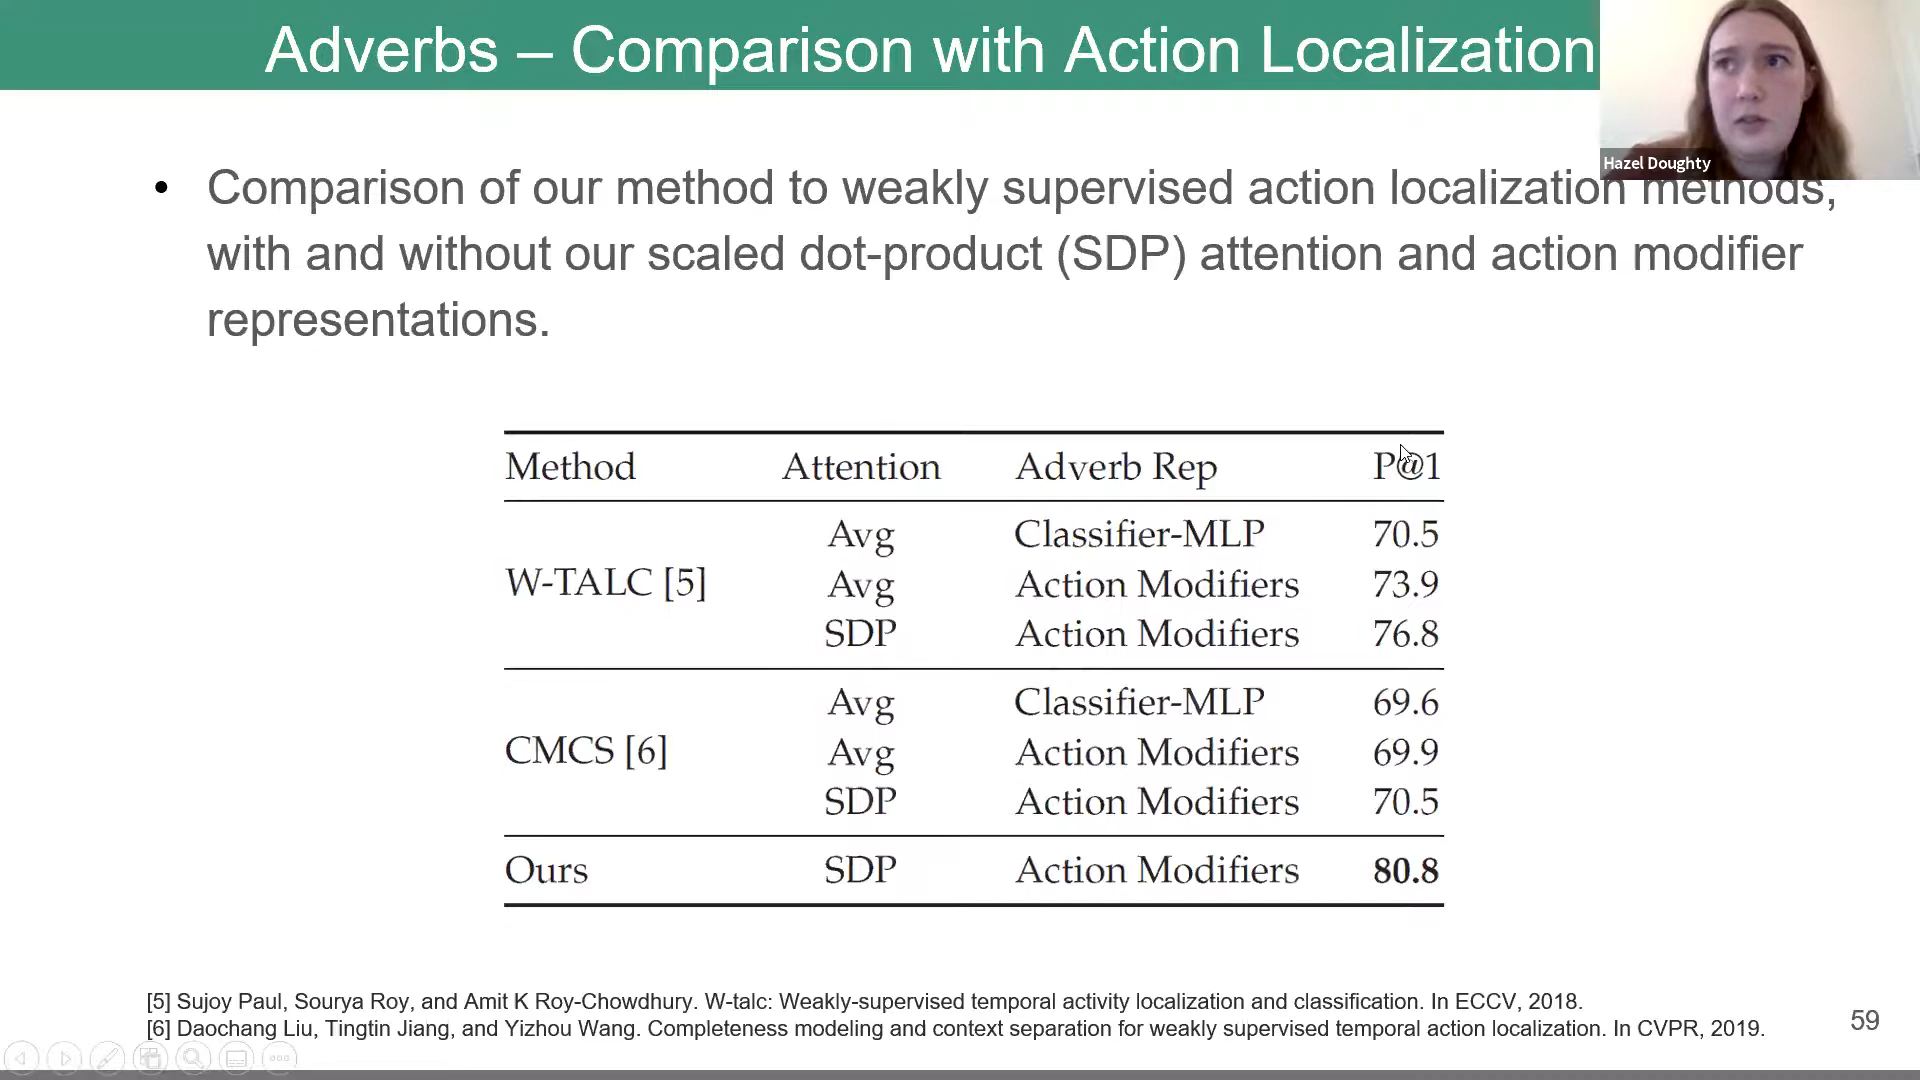 Adverbs – Comparison with Action Localization
Hazel Doughty
• Comparison of our method to weakly supervised action localization methods,
with and without our scaled dot-product (SDP) attention and action modifier
representations.
Method Attention Adverb Rep P@1
Avg Classifier-MLP 70.5
W-TALC [5] Avg Action Modifiers 73.9
SDP Action Modifiers 76.8
Avg Classifier-MLP 69.6
CMCS [6] Avg Action Modifiers 69.9
SDP Action Modifiers 70.5
Ours SDP Action Modifiers 80.8
[5] Sujoy Paul, Sourya Roy, and Amit K Roy-Chowdhury. W-talc: Weakly-supervised temporal activity localization and classification. In ECCV, 2018.
[6] Daochang Liu, Tingtin Jiang, and Yizhou Wang. Completeness modeling and context separation for weakly supervised temporal action localization. In CVPR, 2019.
59